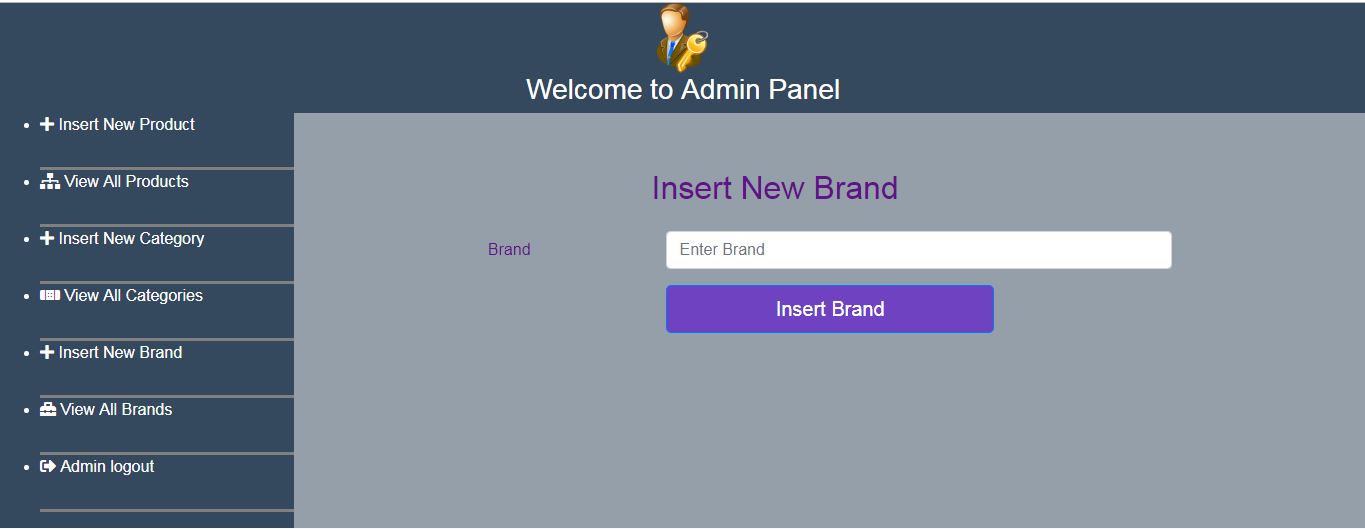 Welcome to Admin Panel
Insert New Product
View All Products
Insert New Category
View All Categories
Insert New Brand
View All Brands
Admin logout
Insert New Brand
Brand
Enter Brand
Insert Brand